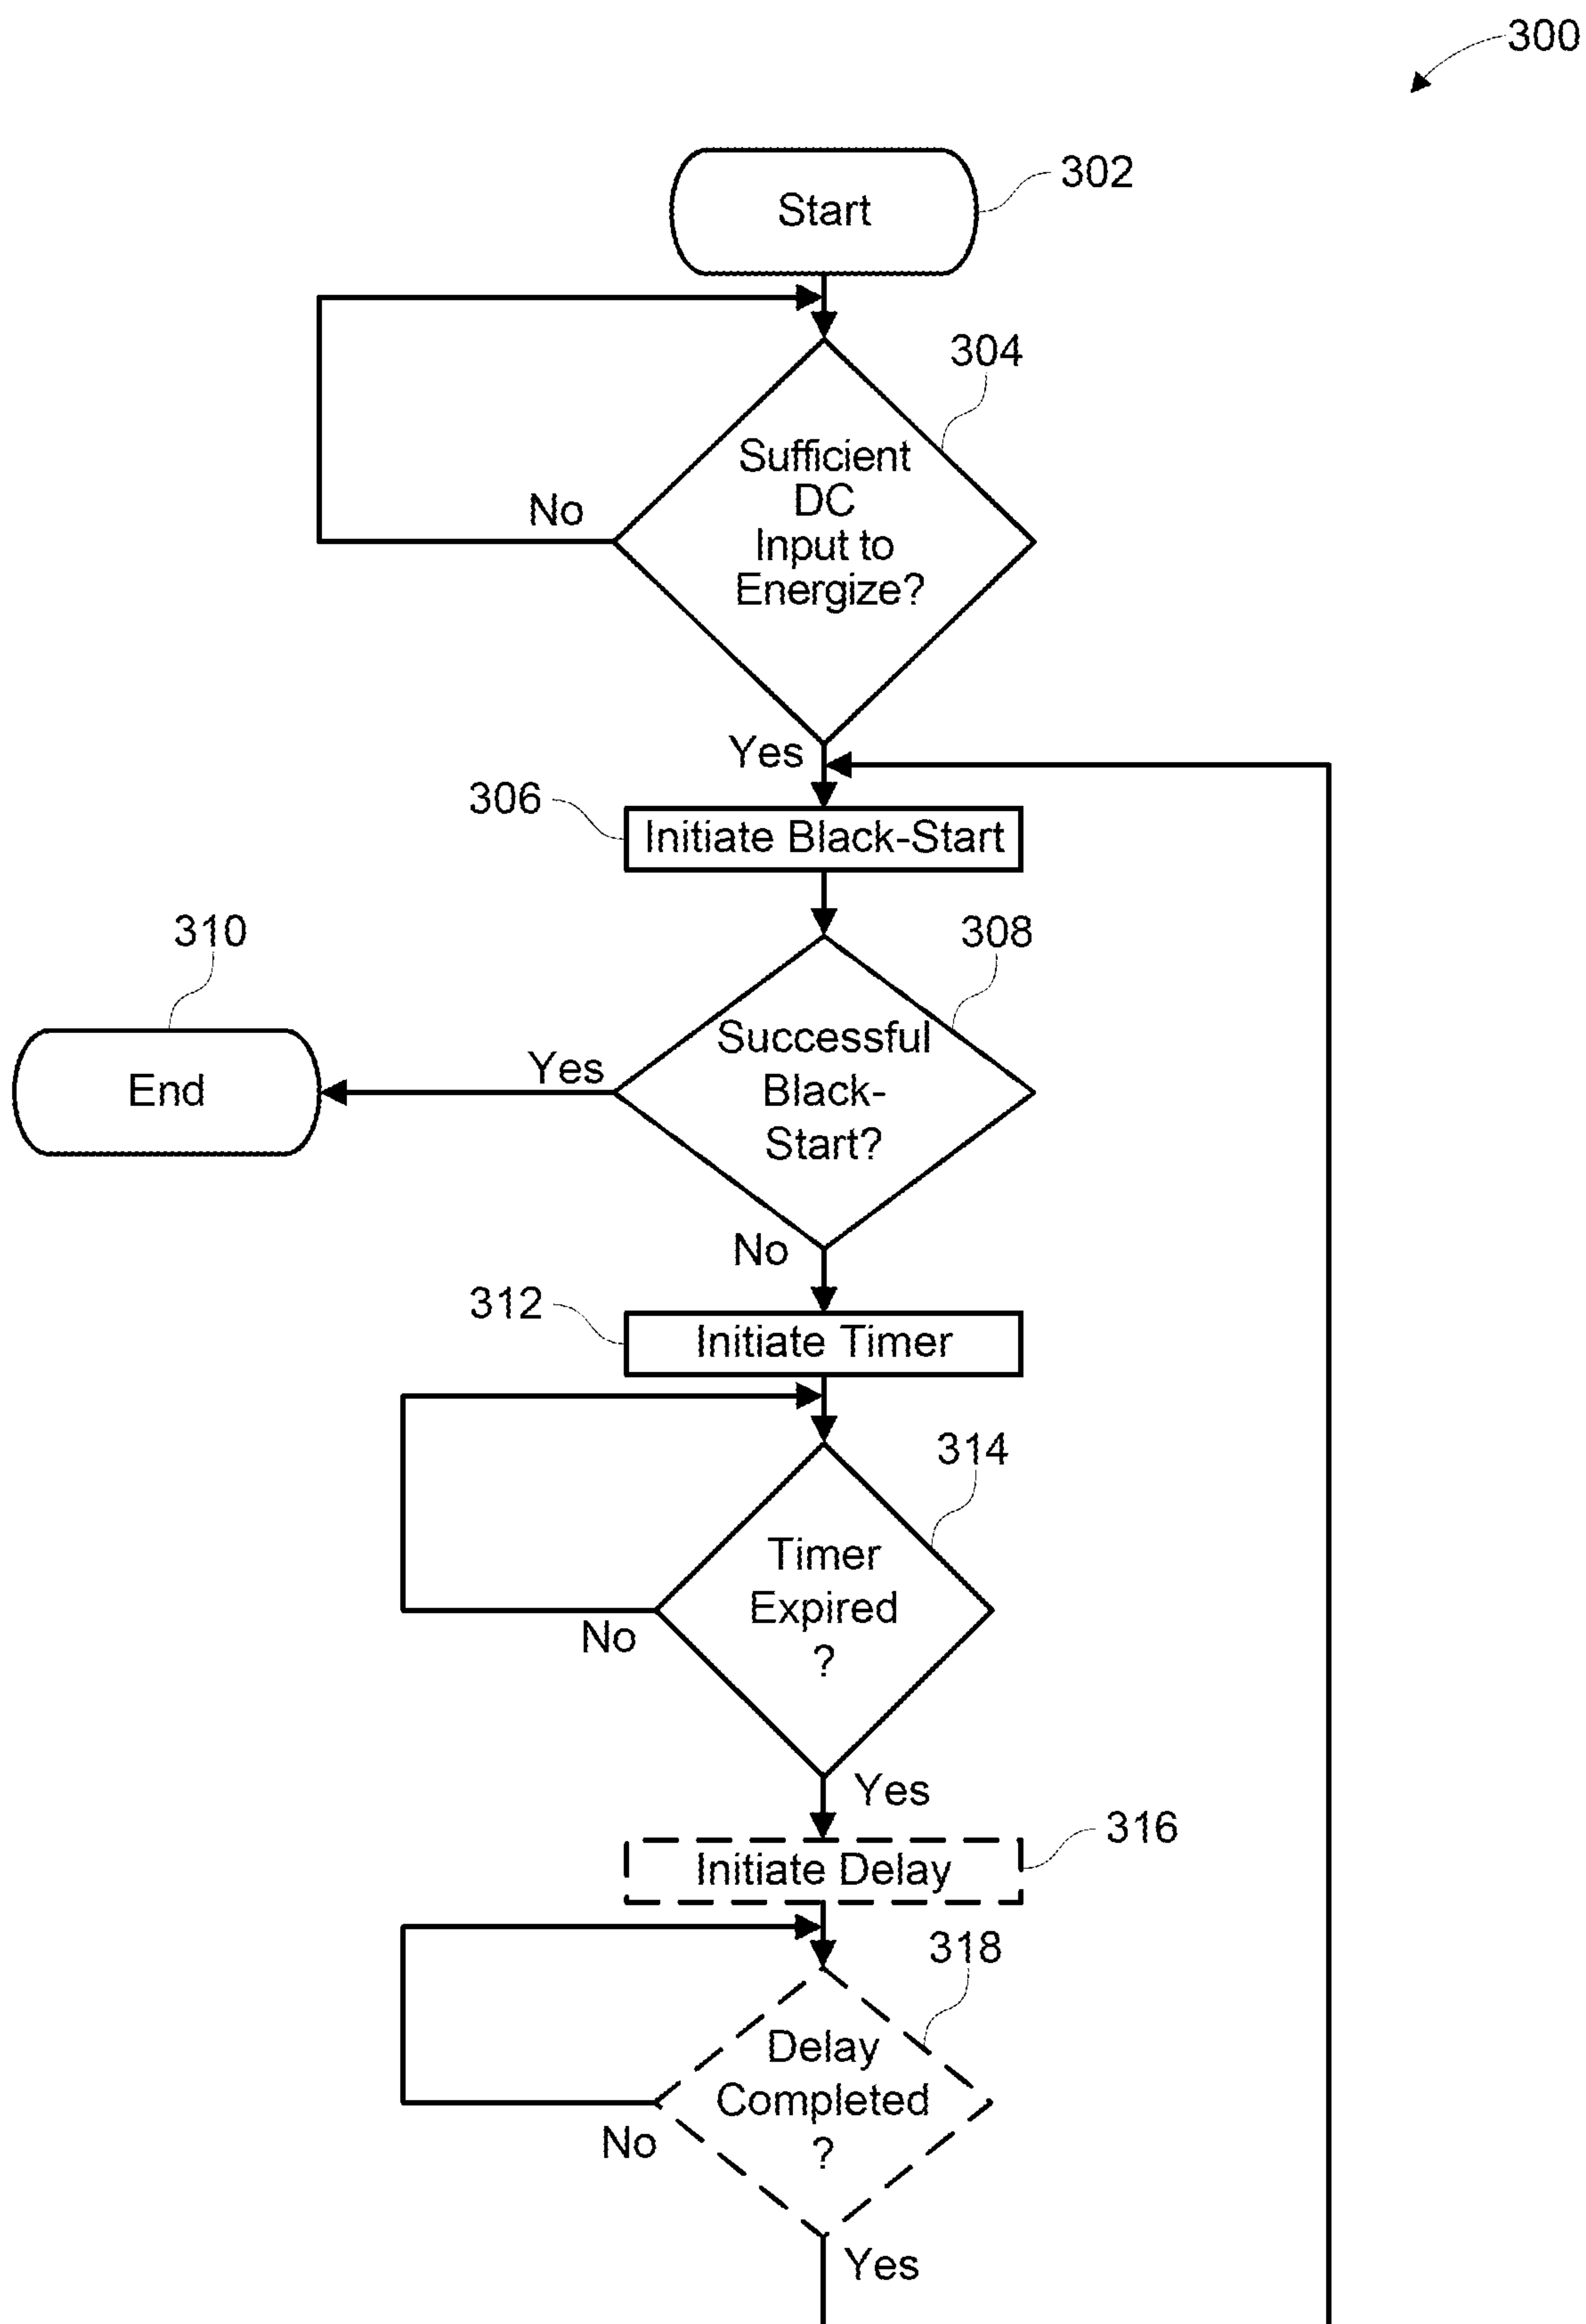 300
302
Start
304
Sufficient
DC
Input to
Energize?
No
Yes
306
Initiate Black-Start
310
308
Successful
Black-
Start?
Yes
End
No
312
Initiate Timer
314
Timer
Expired
?
No
Yes
316
Initiate Delay
318
Delay
Completed
?
No
Yes